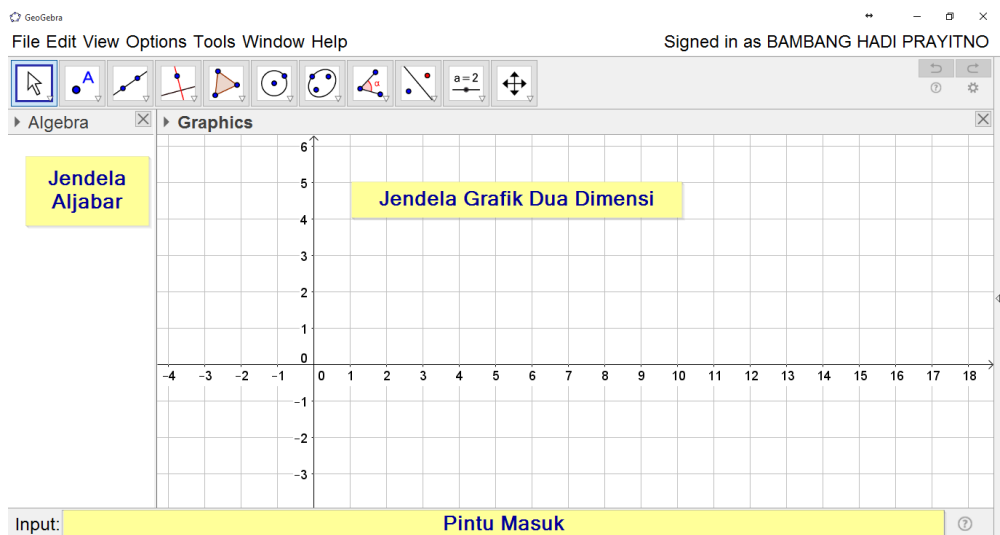 GeoGebra
File Edit View Options Tools Window Help
Signed in as BAMBANG HADI PRAYITNO
A
α
a=2
Algebra
Graphics
Jendela
Aljabar
Jendela Grafik Dua Dimensi
6
5
4
3
2
1
0
−4 −3 −2 −1 0 1 2 3 4 5 6 7 8 9 10 11 12 13 14 15 16 17 18
−1
−2
−3
Input:
Pintu Masuk